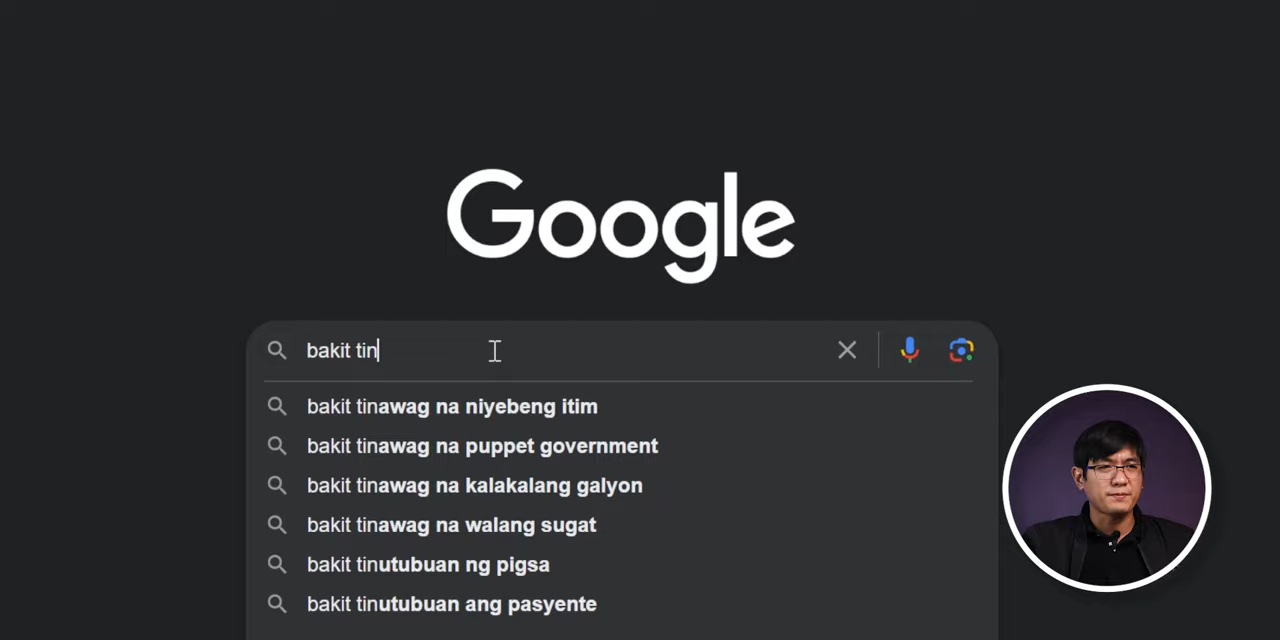 Google
bakit tin
bakit tinawag na niyebeng itim
bakit tinawag na puppet government
bakit tinawag na kalakalang galyon
bakit tinawag na walang sugat
bakit tinutubuan ng pigsa
bakit tinutubuan ang pasyente